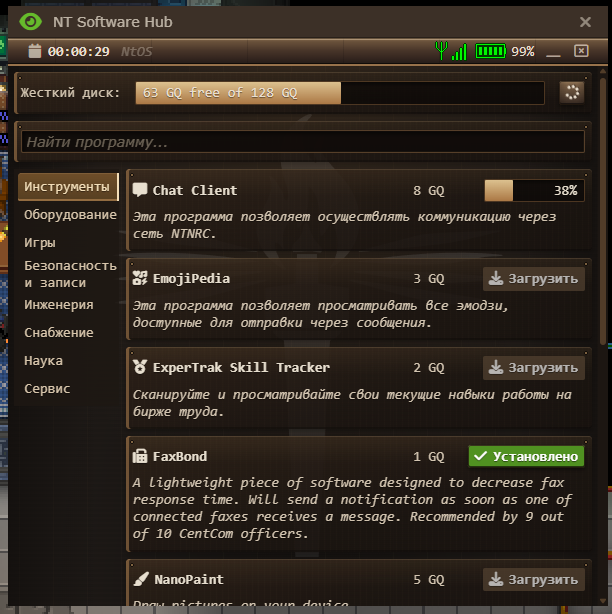 NT Software Hub
00:00:29 NtOS 99%
Жесткий диск: 63 GQ free of 128 GQ
Найти программу...
Инструменты
Оборудование
Игры
Безопасность
и записи
Инженерия
Снабжение
Наука
Сервис
Chat Client 8 GQ 38%
Эта программа позволяет осуществлять коммуникацию через
сеть NTNRC.
EmojiPedia 3 GQ Загрузить
Эта программа позволяет просматривать все эмодзи,
доступные для отправки через сообщения.
ExperTrak Skill Tracker 2 GQ Загрузить
Сканируйте и просматривайте свои текущие навыки работы на
бирже труда.
FaxBond 1 GQ Установлено
A lightweight piece of software designed to decrease fax
response time. Will send a notification as soon as one of
connected faxes receives a message. Recommended by 9 out
of 10 CentCom officers.
NanoPaint 5 GQ Загрузить
Draw pictures on your device